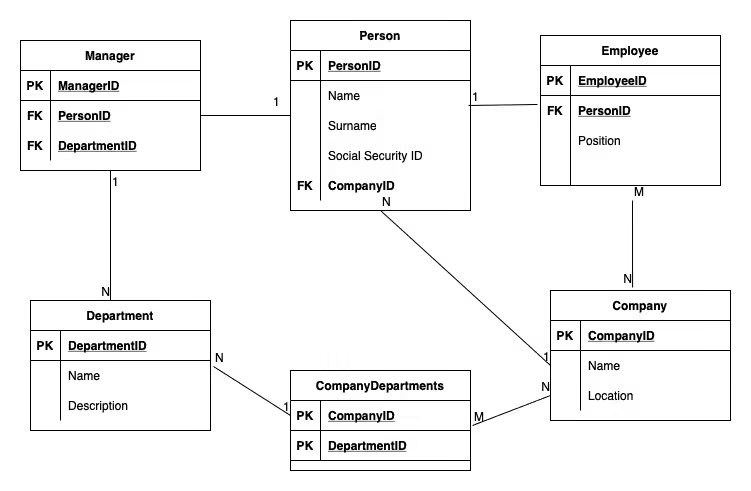 Manager
PK ManagerID
FK PersonID
FK DepartmentID
1
Person
PK PersonID
Name
Surname
Social Security ID
FK CompanyID
N
1
Employee
PK EmployeeID
FK PersonID
Position
M
1
N
N
Department
PK DepartmentID
Name
Description
N
1
CompanyDepartments
PK CompanyID
PK DepartmentID
M
Company
PK CompanyID
Name
Location
1
N